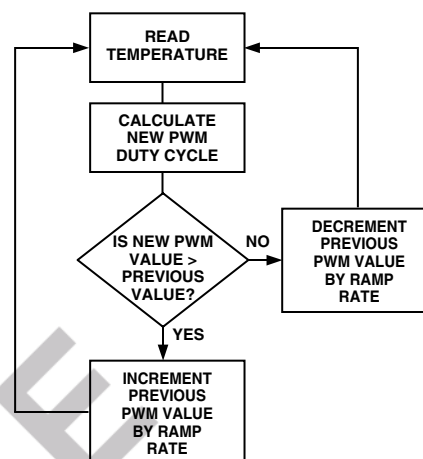 READ
TEMPERATURE
CALCULATE
NEW PWM
DUTY CYCLE
IS NEW PWM
VALUE >
PREVIOUS
VALUE?
NO
DECREMENT
PREVIOUS
PWM VALUE
BY RAMP
RATE
YES
INCREMENT
PREVIOUS
PWM VALUE
BY RAMP
RATE